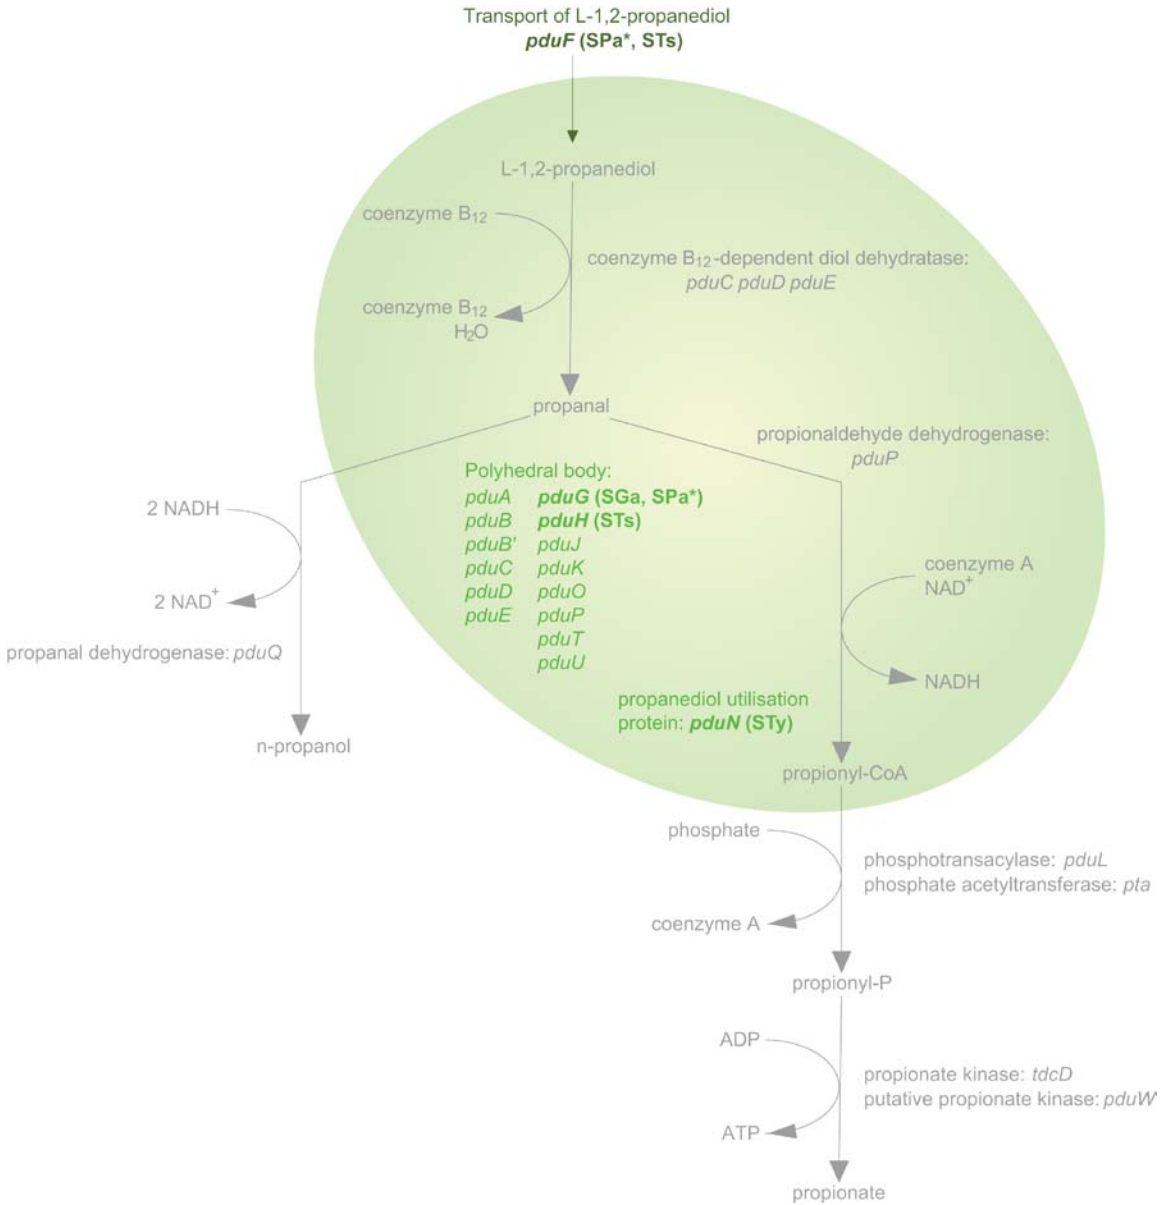 Transport of L-1,2-propanediol
pduF (SPa*, STs)
L-1,2-propanediol
coenzyme B12
coenzyme B12-dependent diol dehydratase:
pduC pduD pduE
coenzyme B12
H2O
propanal
propionaldehyde dehydrogenase:
pduP
Polyhedral body:
pduA pduG (SGa, SPa*)
pduB pduH (STs)
pduB' pduJ
pduC pduK
pduD pduO
pduE pduP
pduT
pduU
2 NADH
2 NAD+
propanal dehydrogenase: pduQ
n-propanol
coenzyme A
NAD+
NADH
propanediol utilisation
protein: pduN (STy)
propionyl-CoA
phosphate
phosphotransacylase: pduL
phosphate acetyltransferase: pta
coenzyme A
propionyl-P
ADP
propionate kinase: tdcD
putative propionate kinase: pduW
ATP
propionate